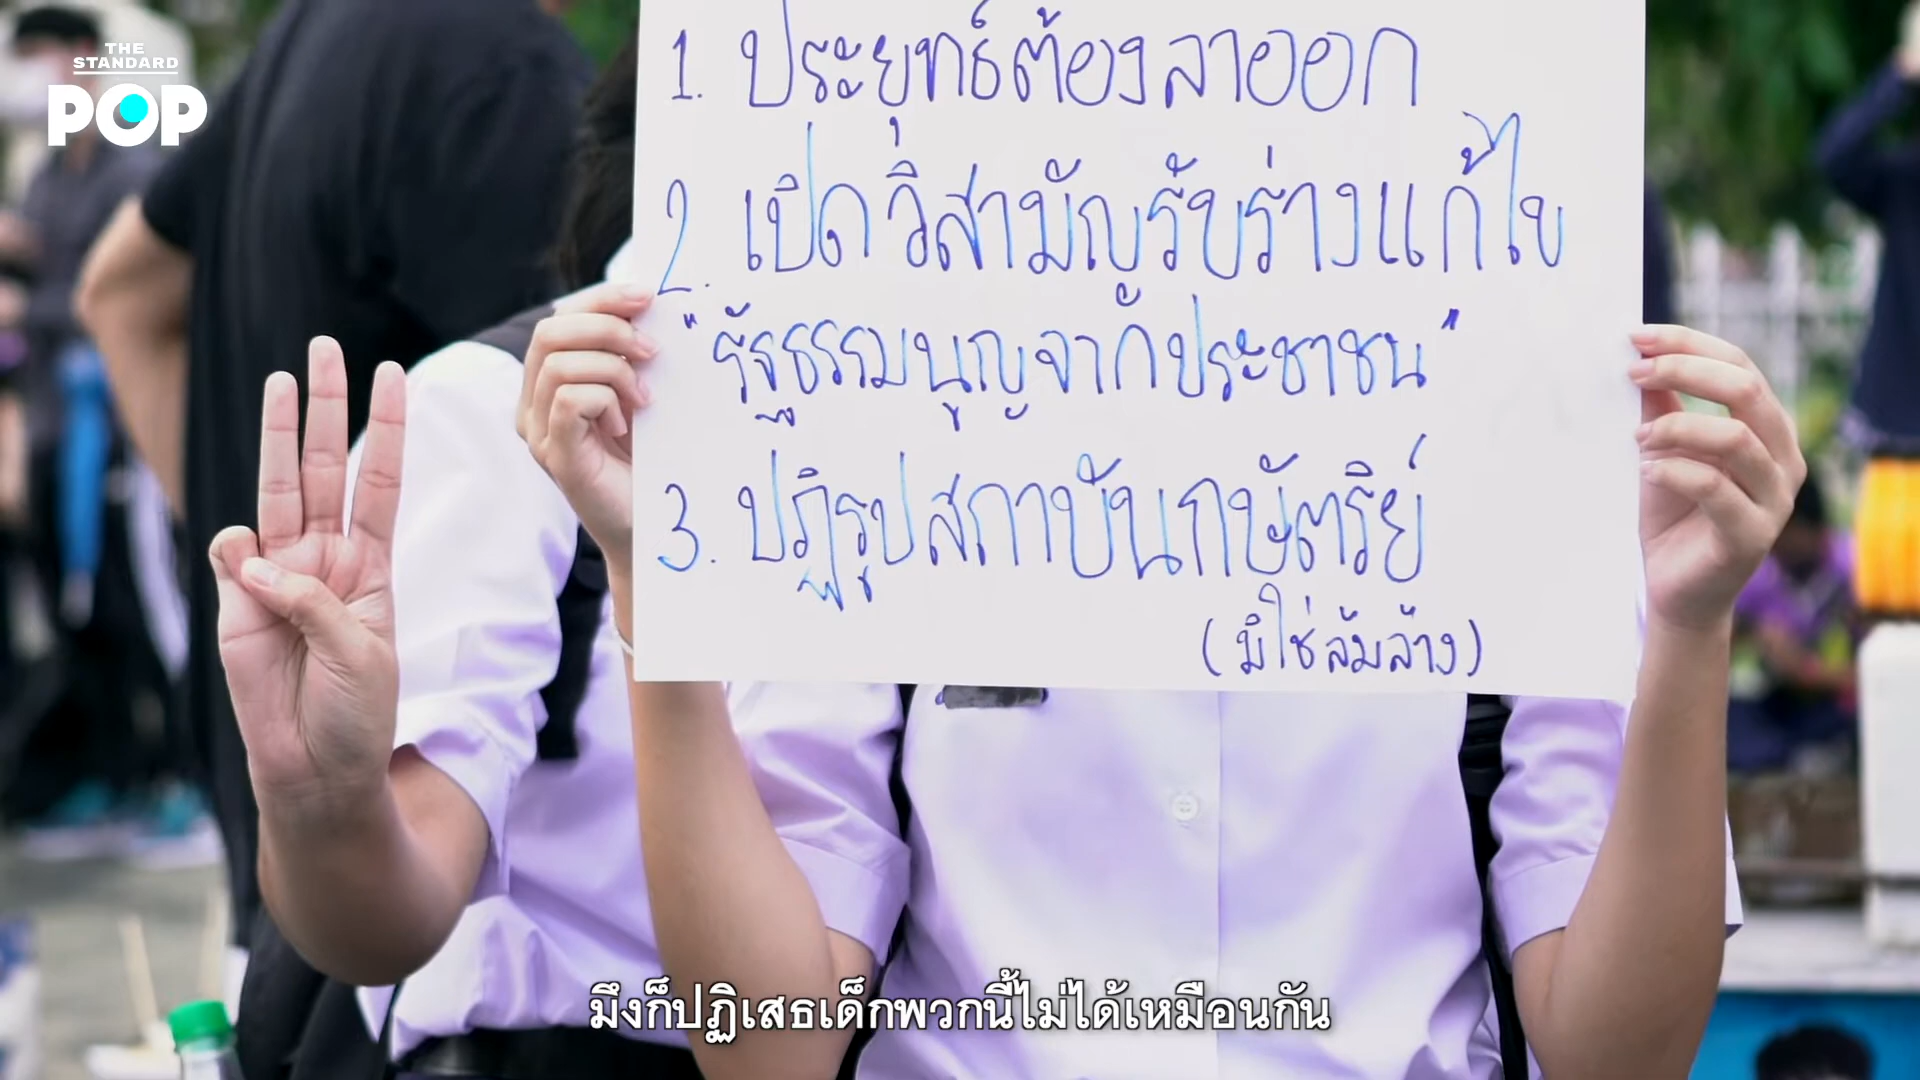 THE
STANDARD
POP
1. ประยุทธ์ต้องลาออก
2. เปิดวิสามัญรับร่างแก้ไข
"รัฐธรรมนูญจากประชาชน"
3. ปฏิรูปสถาบันกษัตริย์
(มิใช่ล้มล้าง)
มึงก็ปฏิเสธเด็กพวกนี้ไม่ได้เหมือนกัน